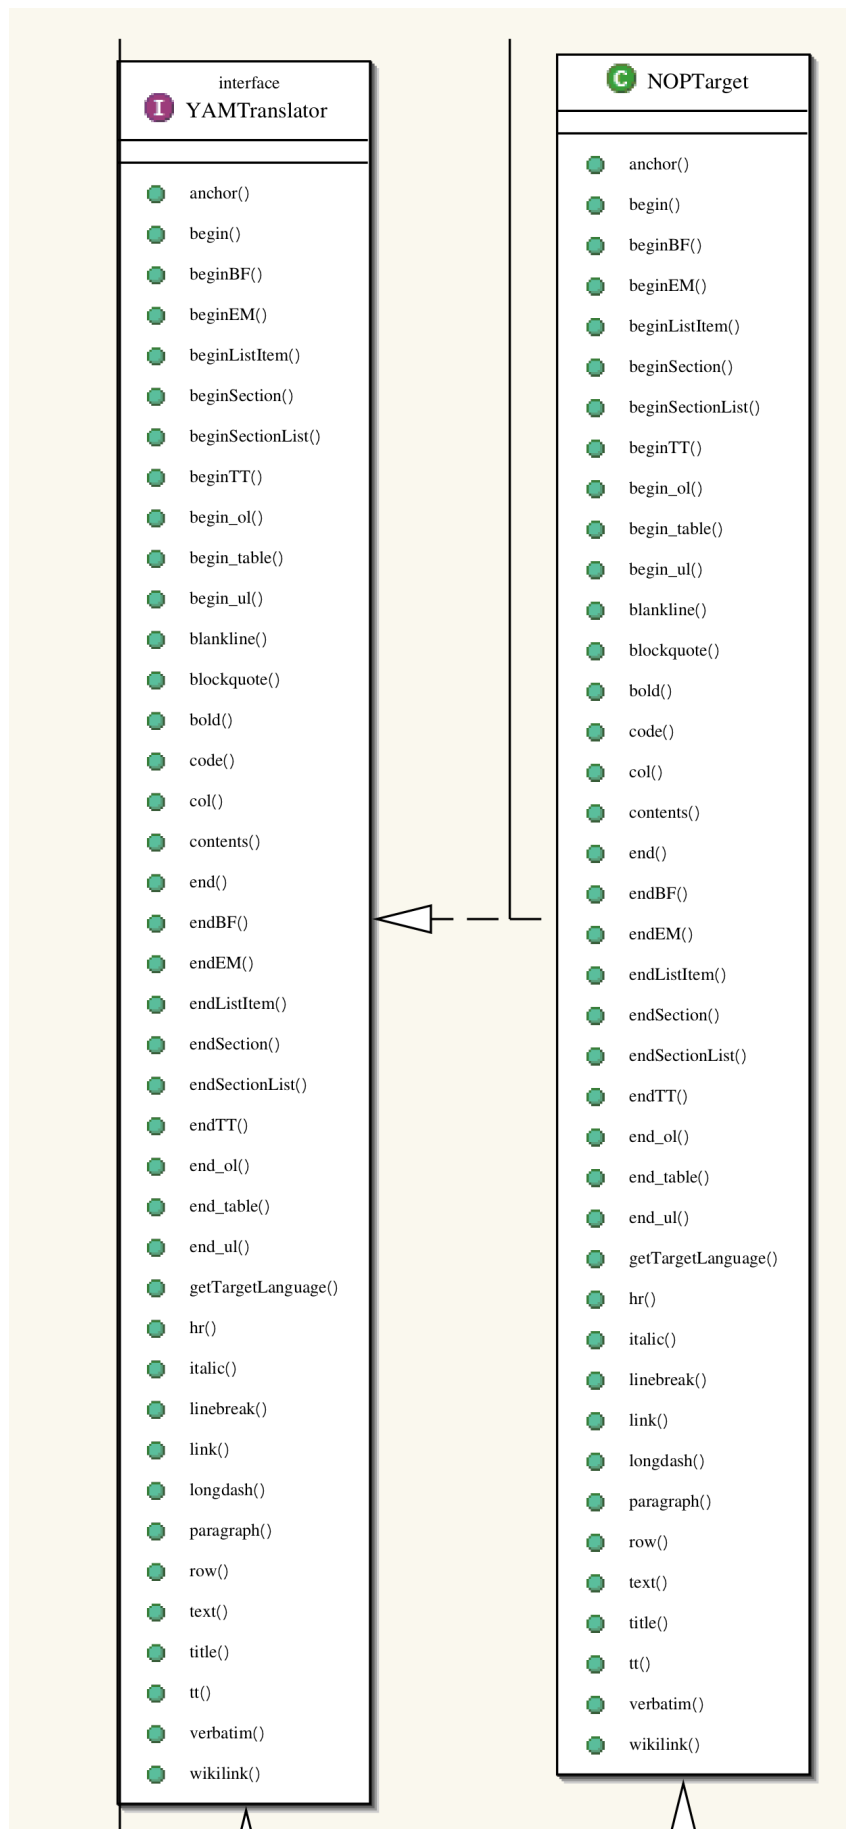 interface
I YAMTranslator
anchor()
begin()
beginBF()
beginEM()
beginListItem()
beginSection()
beginSectionList()
beginTT()
begin_ol()
begin_table()
begin_ul()
blankline()
blockquote()
bold()
code()
col()
contents()
end()
endBF()
endEM()
endListItem()
endSection()
endSectionList()
endTT()
end_ol()
end_table()
end_ul()
getTargetLanguage()
hr()
italic()
linebreak()
link()
longdash()
paragraph()
row()
text()
title()
tt()
verbatim()
wikilink()
C NOPTarget
anchor()
begin()
beginBF()
beginEM()
beginListItem()
beginSection()
beginSectionList()
beginTT()
begin_ol()
begin_table()
begin_ul()
blankline()
blockquote()
bold()
code()
col()
contents()
end()
endBF()
endEM()
endListItem()
endSection()
endSectionList()
endTT()
end_ol()
end_table()
end_ul()
getTargetLanguage()
hr()
italic()
linebreak()
link()
longdash()
paragraph()
row()
text()
title()
tt()
verbatim()
wikilink()